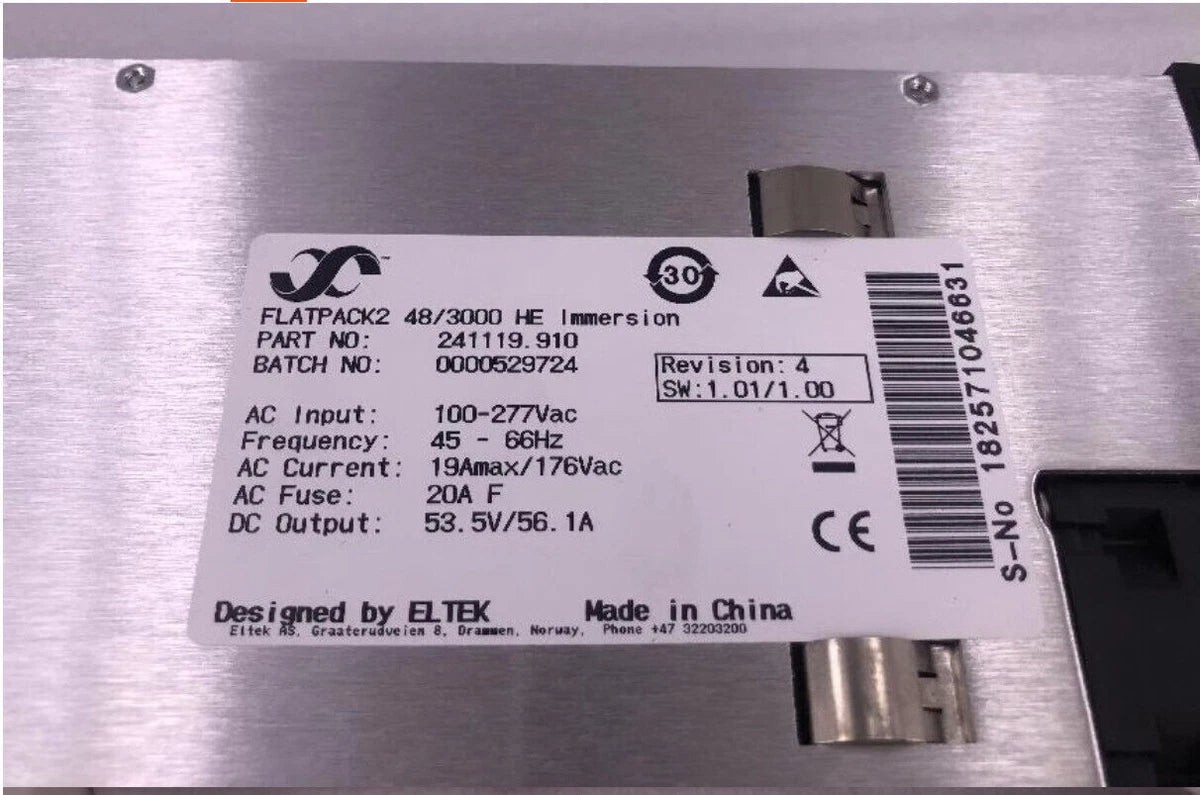 FLATPACK2 48/3000 HE Immersion
PART NO: 241119.910
BATCH NO: 0000529724
30
Revision: 4
SW:1.01/1.00
AC Input: 100-277Vac
Frequency: 45 - 66Hz
AC Current: 19Amax/176Vac
AC Fuse: 20A F
DC Output: 53.5V/56.1A
CE
S-No 182571046631
Designed by ELTEK Made in China
Eltek AS, Graaterudveien 8, Drammen, Norway, Phone +47 32203200